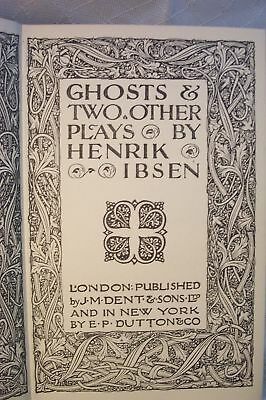 GHOSTS &
TWO OTHER
PLAYS BY
HENRIK
IBSEN
LONDON: PUBLISHED
by J·M·DENT·&·SONS·LTD
AND IN NEW YORK
BY E·P·DUTTON & CO